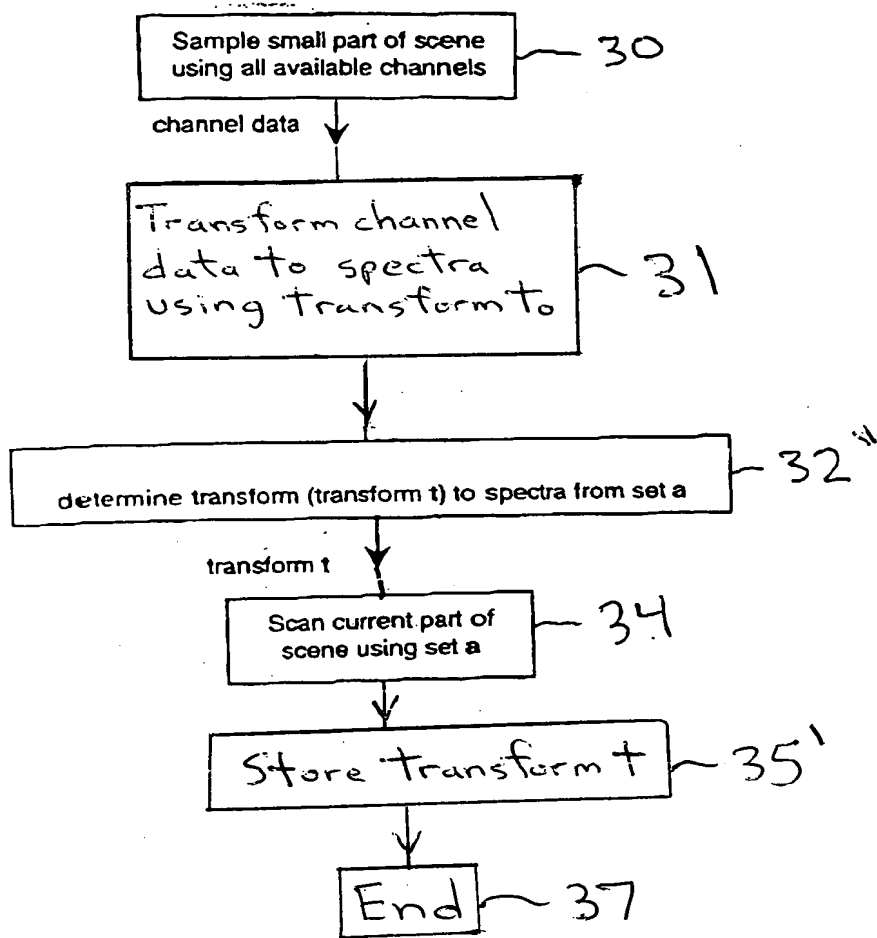 Sample small part of scene
using all available channels
30
channel data
Transform channel
data to spectra
using transform to
31
determine transform (transform t) to spectra from set a
32"
transform t
Scan current part of
scene using set a
34
Store transform t
35'
End
37